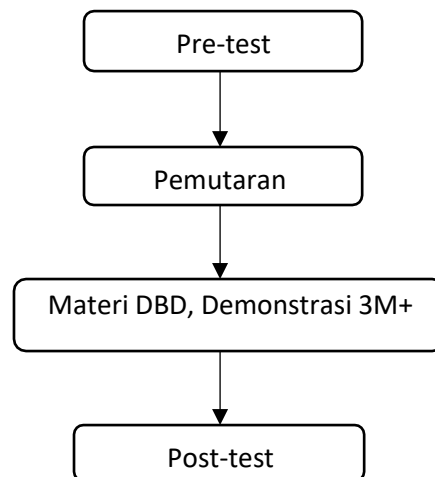 Pre-test
Pemutaran
Materi DBD, Demonstrasi 3M+
Post-test